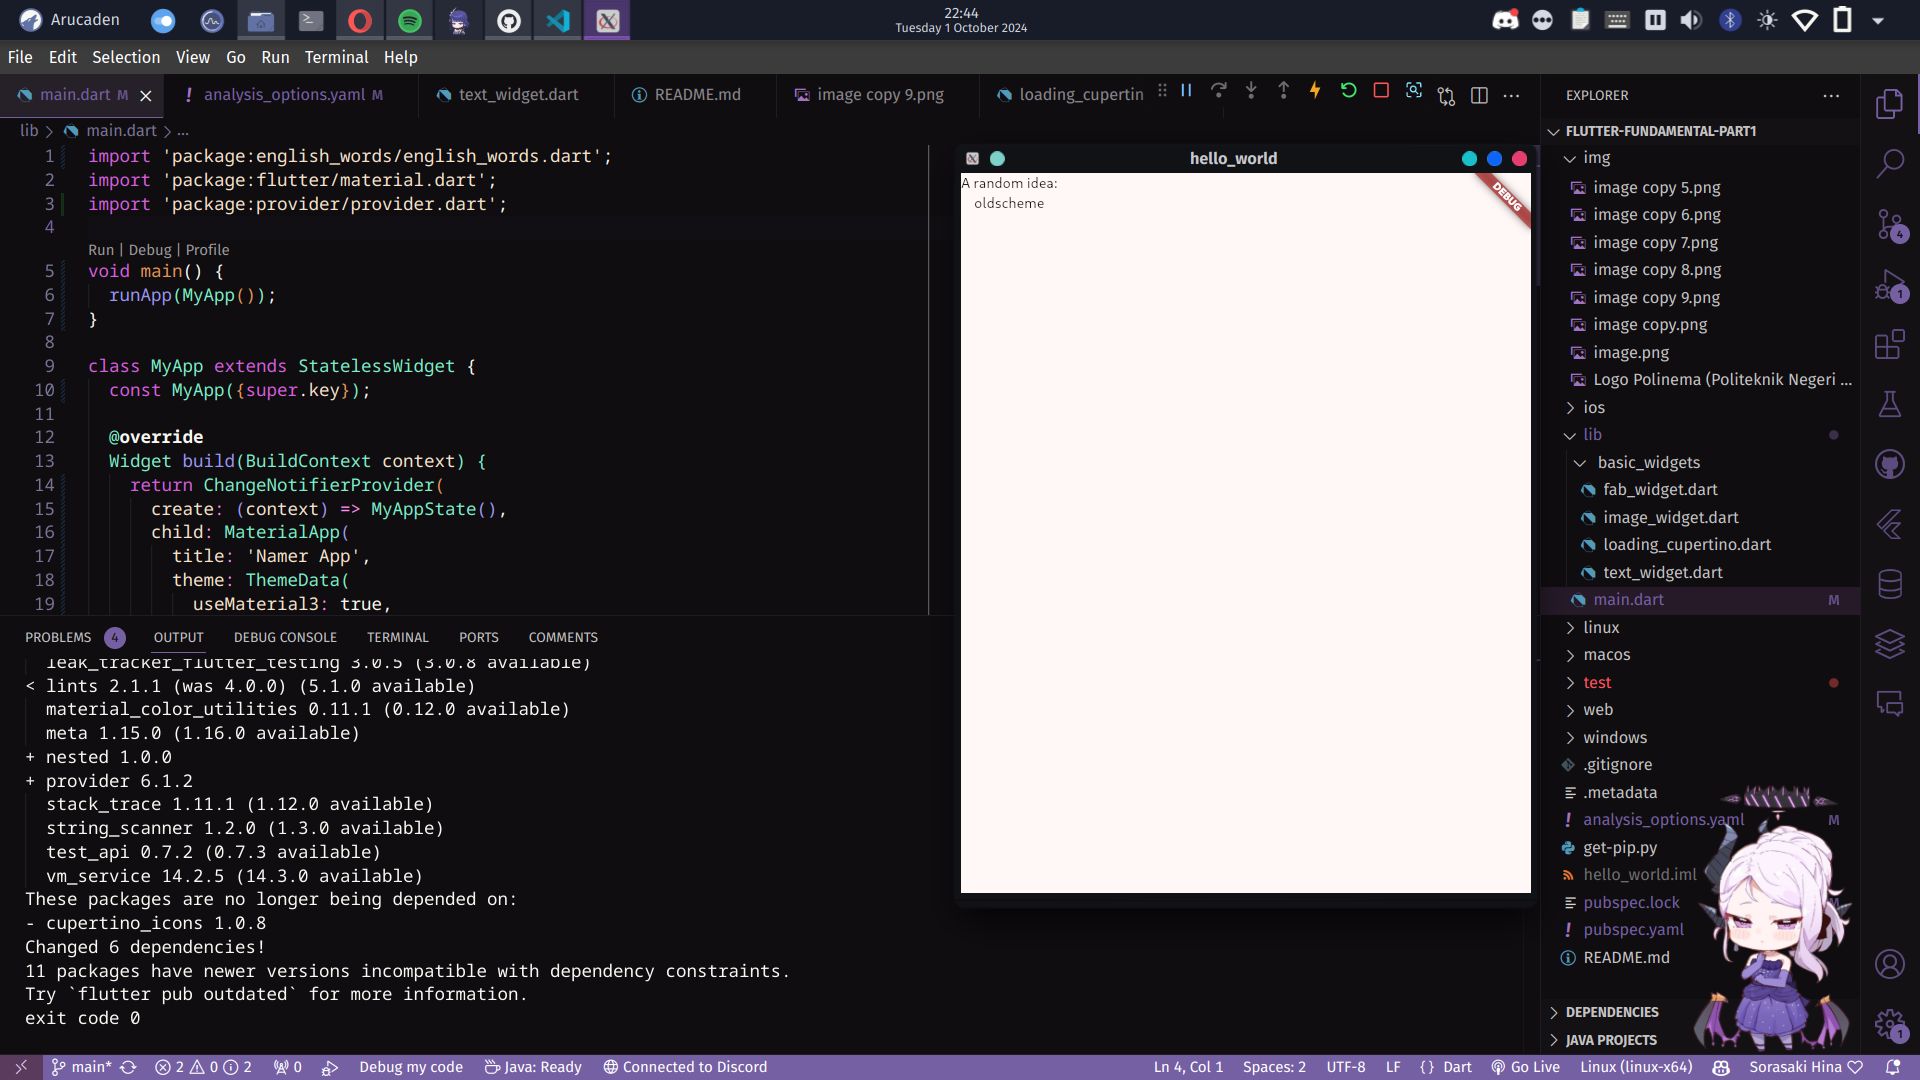 Arucaden
22:44
Tuesday 1 October 2024
File Edit Selection View Go Run Terminal Help
main.dart M
analysis_options.yaml M
text_widget.dart
README.md
image copy 9.png
loading_cupertin
lib > main.dart > ...
1 import 'package:english_words/english_words.dart';
2 import 'package:flutter/material.dart';
3 import 'package:provider/provider.dart';
4
Run | Debug | Profile
5 void main() {
6 runApp(MyApp());
7 }
8
9 class MyApp extends StatelessWidget {
10 const MyApp({super.key});
11
12 @override
13 Widget build(BuildContext context) {
14 return ChangeNotifierProvider(
15 create: (context) => MyAppState(),
16 child: MaterialApp(
17 title: 'Namer App',
18 theme: ThemeData(
19 useMaterial3: true,
hello_world
A random idea:
oldscheme
DEBUG
PROBLEMS 4 OUTPUT DEBUG CONSOLE TERMINAL PORTS COMMENTS
leak_tracker_flutter_testing 3.0.5 (3.0.8 available)
< lints 2.1.1 (was 4.0.0) (5.1.0 available)
material_color_utilities 0.11.1 (0.12.0 available)
meta 1.15.0 (1.16.0 available)
+ nested 1.0.0
+ provider 6.1.2
stack_trace 1.11.1 (1.12.0 available)
string_scanner 1.2.0 (1.3.0 available)
test_api 0.7.2 (0.7.3 available)
vm_service 14.2.5 (14.3.0 available)
These packages are no longer being depended on:
- cupertino_icons 1.0.8
Changed 6 dependencies!
11 packages have newer versions incompatible with dependency constraints.
Try `flutter pub outdated` for more information.
exit code 0
EXPLORER
FLUTTER-FUNDAMENTAL-PART1
img
image copy 5.png
image copy 6.png
image copy 7.png
image copy 8.png
image copy 9.png
image copy.png
image.png
Logo Polinema (Politeknik Negeri ...
ios
lib
basic_widgets
fab_widget.dart
image_widget.dart
loading_cupertino.dart
text_widget.dart
main.dart M
linux
macos
test
web
windows
.gitignore
.metadata
analysis_options.yaml M
get-pip.py
hello_world.iml
pubspec.lock
pubspec.yaml
README.md
DEPENDENCIES
JAVA PROJECTS
4
1
1
main* 2 0 2 0 Debug my code Java: Ready Connected to Discord
Ln 4, Col 1 Spaces: 2 UTF-8 LF {} Dart Go Live Linux (linux-x64) Sorasaki Hina